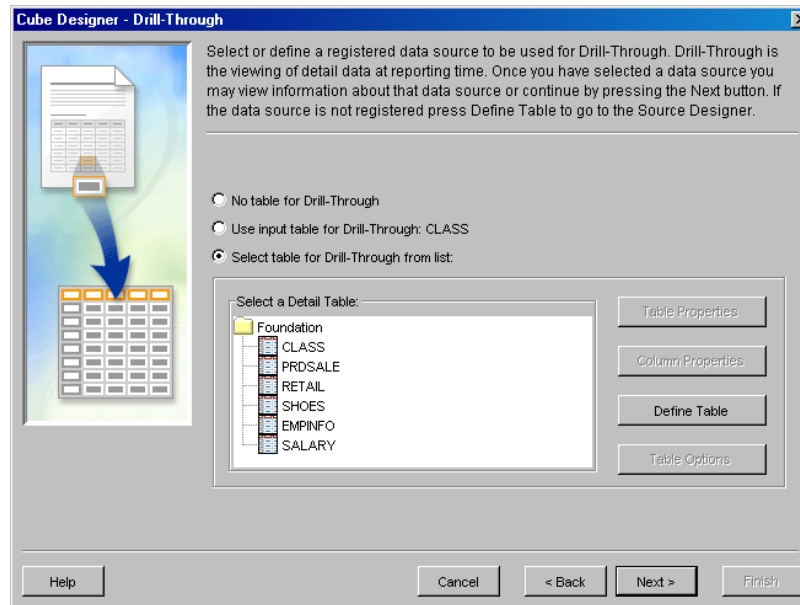 Cube Designer - Drill-Through
Select or define a registered data source to be used for Drill-Through. Drill-Through is
the viewing of detail data at reporting time. Once you have selected a data source you
may view information about that data source or continue by pressing the Next button. If
the data source is not registered press Define Table to go to the Source Designer.
No table for Drill-Through
Use input table for Drill-Through: CLASS
Select table for Drill-Through from list:
Select a Detail Table:
Foundation
CLASS
PRDSALE
RETAIL
SHOES
EMPINFO
SALARY
Table Properties
Column Properties
Define Table
Table Options
Help
Cancel
< Back
Next >
Finish